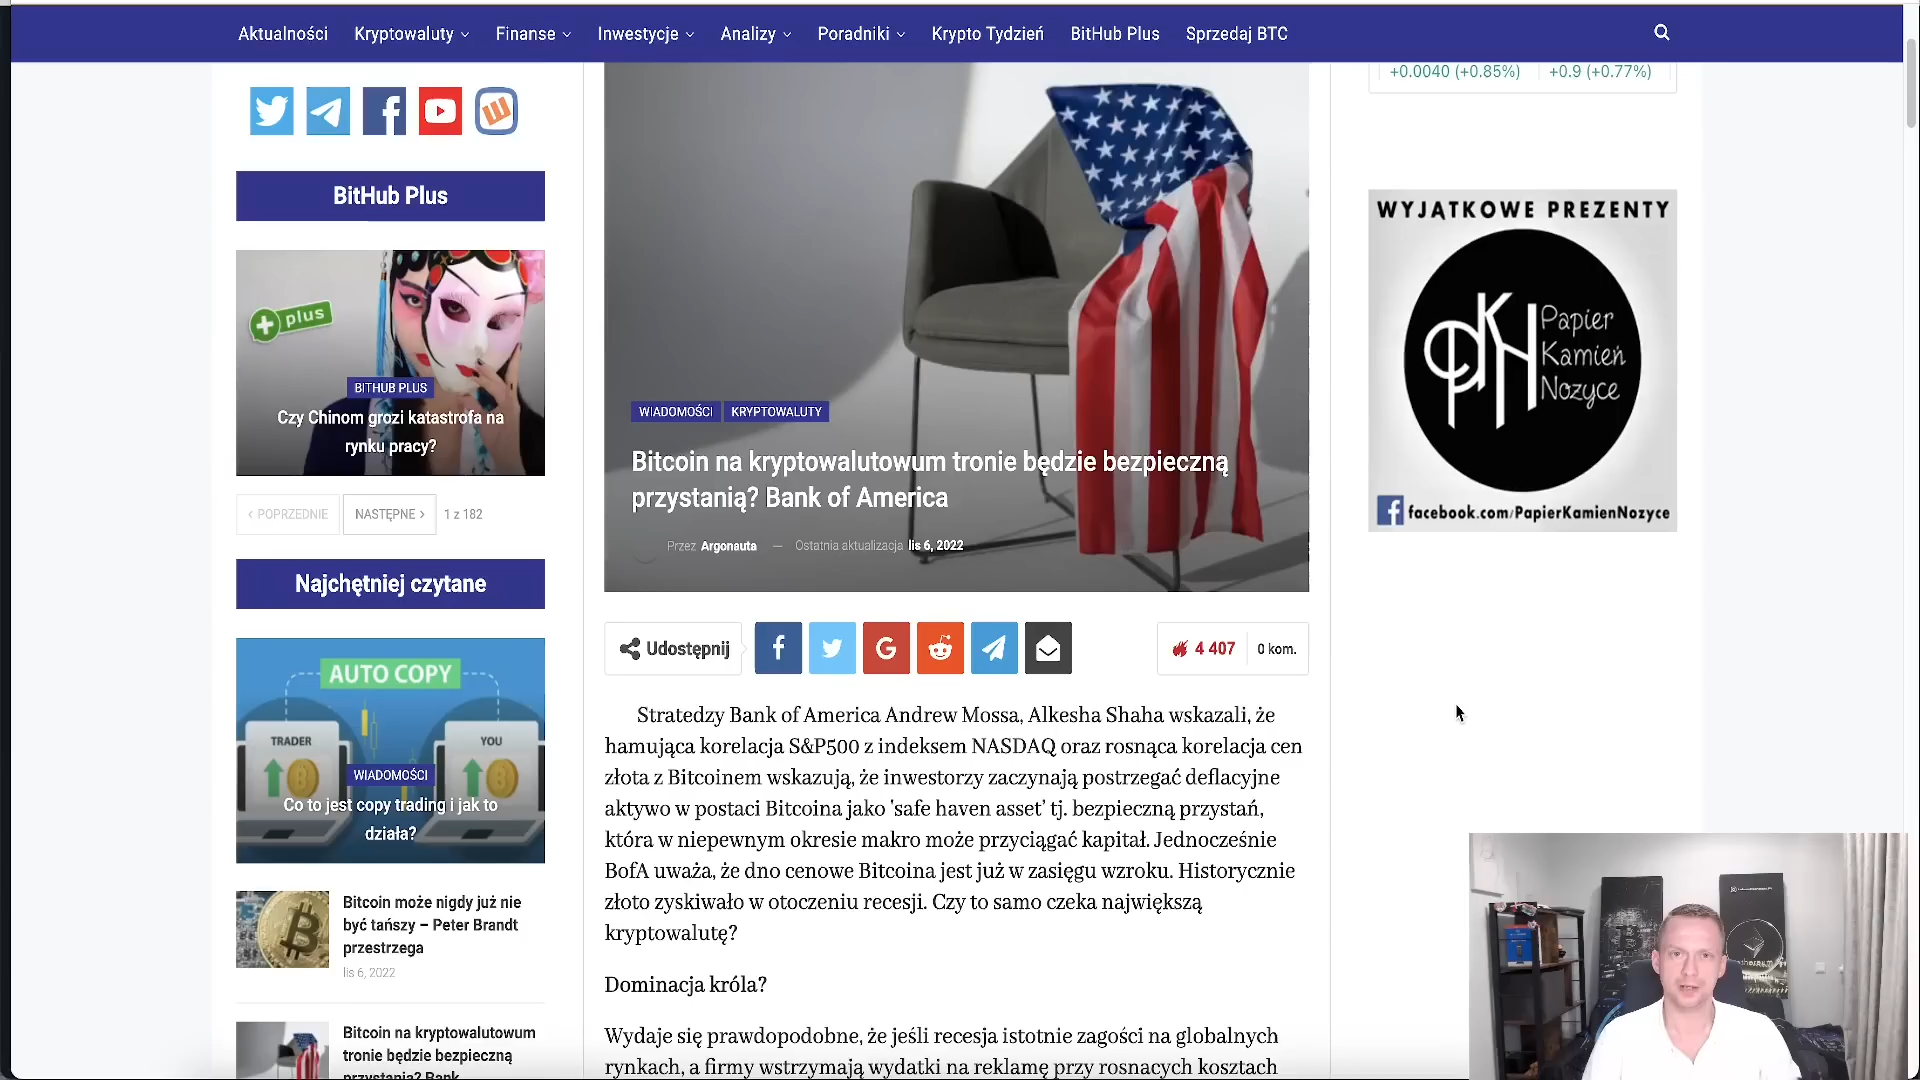 Aktualności Kryptowaluty Finanse Inwestycje Analizy Poradniki Krypto Tydzień BitHub Plus Sprzedaj BTC
BitHub Plus
plus
BITHUB PLUS
Czy Chinom grozi katastrofa na
rynku pracy?
POPRZEDNIE NASTĘPNE 1 z 182
Najchętniej czytane
AUTO COPY
TRADER YOU
WIADOMOŚCI
Co to jest copy trading i jak to
działa?
Bitcoin może nigdy już nie
być tańszy – Peter Brandt
przestrzega
lis 6, 2022
Bitcoin na kryptowalutowum
tronie będzie bezpieczną
przystanią? Bank
WIADOMOŚCI KRYPTOWALUTY
Bitcoin na kryptowalutowum tronie będzie bezpieczną
przystanią? Bank of America
Przez Argonauta — Ostatnia aktualizacja lis 6, 2022
Udostępnij
4 407 0 kom.
Stratedzy Bank of America Andrew Mossa, Alkesha Shaha wskazali, że
hamująca korelacja S&P500 z indeksem NASDAQ oraz rosnąca korelacja cen
złota z Bitcoinem wskazują, że inwestorzy zaczynają postrzegać deflacyjne
aktywo w postaci Bitcoina jako 'safe haven asset' tj. bezpieczną przystań,
która w niepewnym okresie makro może przyciągać kapitał. Jednocześnie
BofA uważa, że dno cenowe Bitcoina jest już w zasięgu wzroku. Historycznie
złoto zyskiwało w otoczeniu recesji. Czy to samo czeka największą
kryptowalutę?
Dominacja króla?
Wydaje się prawdopodobne, że jeśli recesja istotnie zagości na globalnych
rynkach, a firmy wstrzymają wydatki na reklamę przy rosnących kosztach
+0.0040 (+0.85%) +0.9 (+0.77%)
WYJĄTKOWE PREZENTY
PKN
Papier
Kamień
Nożyce
facebook.com/PapierKamienNozyce